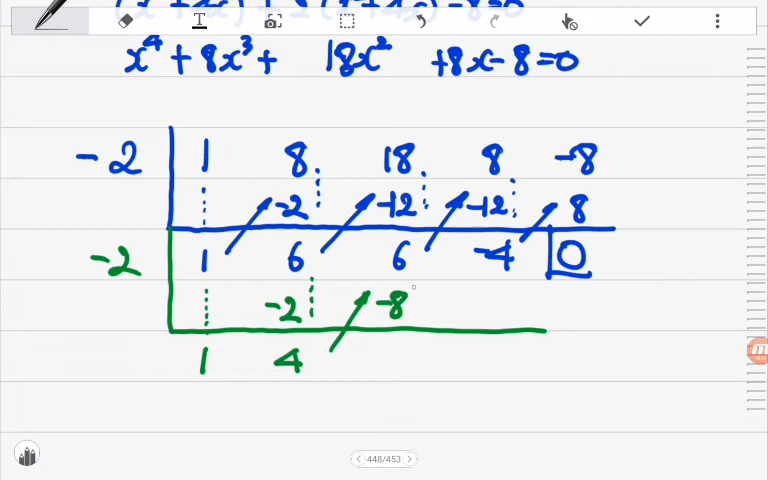 x⁴ + 8x³ + 18x² + 8x - 8 = 0
-2 1 8 18 8 -8
-2 -12 -12 8
-2 1 6 6 -4 0
-2 -8
1 4
448/453